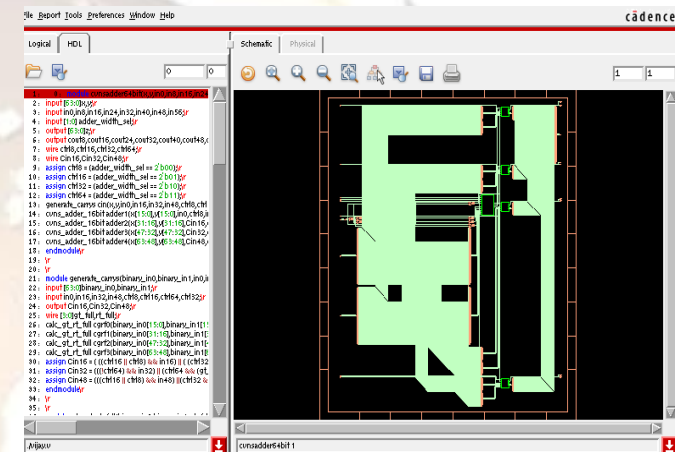 File Report Tools Preferences Window Help
cādence
Logical HDL
Schematic Physical
0 0
1 1
1: 0: module cvnsadder64bit(x,y,in0,in8,in16,in24
2: input [63:0]x,y;\r
3: input in0,in8,in16,in24,in32,in40,in48,in56;\r
4: input [1:0] adder_width_sel;\r
5: output [63:0]z;\r
6: output cout8,cout16,cout24,cout32,cout40,cout48,c
7: wire ctrl8,ctrl16,ctrl32,ctrl64;\r
8: wire Cin16,Cin32,Cin48;\r
9: assign ctrl8 = (adder_width_sel == 2'b00);\r
10: assign ctrl16 = (adder_width_sel == 2'b01);\r
11: assign ctrl32 = (adder_width_sel == 2'b10);\r
12: assign ctrl64 = (adder_width_sel == 2'b11);\r
13: generate_carrys cin(x,y,in0,in16,in32,in48,ctrl8,ctrl
14: cvns_adder_16bit adder1(x[15:0],y[15:0],in0,ctrl8,i
15: cvns_adder_16bit adder2(x[31:16],y[31:16],Cin16,
16: cvns_adder_16bit adder3(x[47:32],y[47:32],Cin32,
17: cvns_adder_16bit adder4(x[63:48],y[63:48],Cin48,
18: endmodule\r
19: \r
20: \r
21: module generate_carrys(binary_in0,binary_in1,in0,i
22: input [63:0]binary_in0,binary_in1;\r
23: input in0,in16,in32,in48,ctrl8,ctrl16,ctrl64,ctrl32;\r
24: output Cin16,Cin32,Cin48;\r
25: wire [3:0]gt_full,rt_full;\r
26: calc_gt_rt_full cgrf0(binary_in0[15:0],binary_in1[1
27: calc_gt_rt_full cgrf1(binary_in0[31:16],binary_in1[
28: calc_gt_rt_full cgrf2(binary_in0[47:32],binary_in1[
29: calc_gt_rt_full cgrf3(binary_in0[63:48],binary_in1[
30: assign Cin16 = ( ((ctrl16 || ctrl8) && in16) || ( (ctrl32
31: assign Cin32 = (((!ctrl64) && in32) || (ctrl64 && (gt_
32: assign Cin48 = (((ctrl16 || ctrl8) && in48) ||(ctrl32 &
33: endmodule\r
34: \r
35: \r
./vijay.v
cvnsadder64bit 1